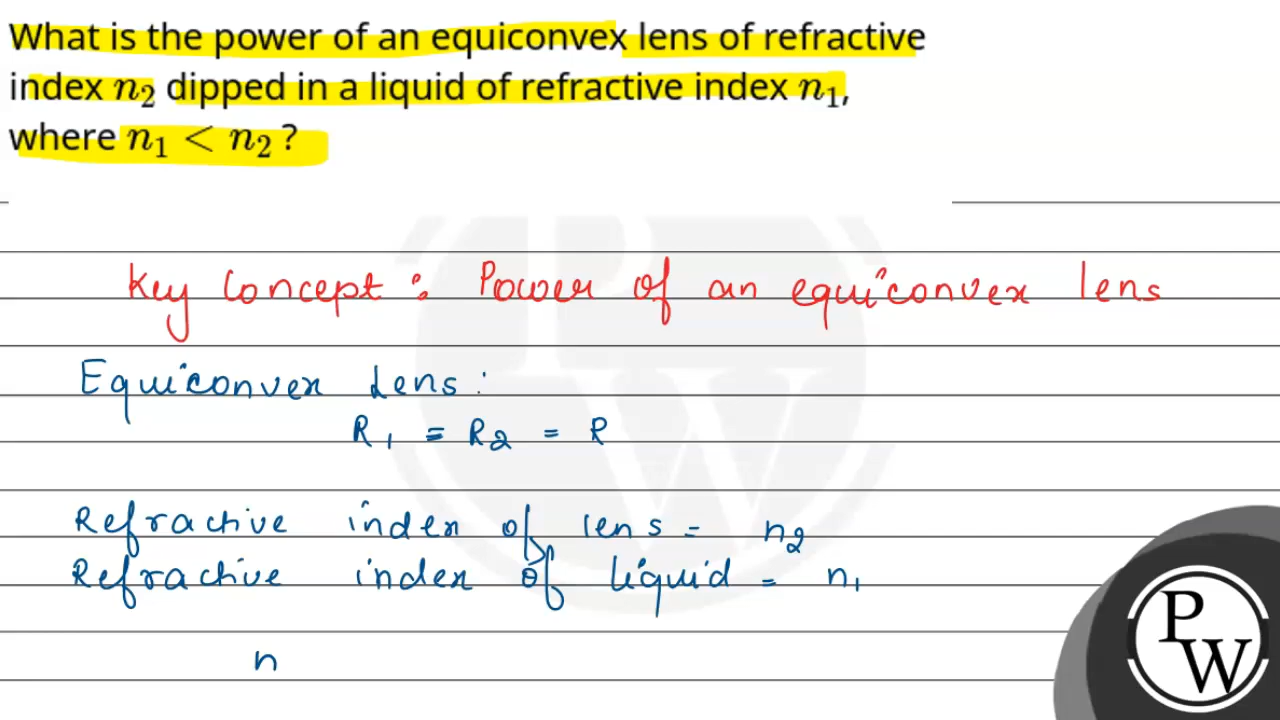 What is the power of an equiconvex lens of refractive
index n₂ dipped in a liquid of refractive index n₁,
where n₁ < n₂ ?
Key Concept : Power of an equiconvex lens
Equiconvex Lens :
R₁ = R₂ = R
Refractive index of lens = n₂
Refractive index of liquid = n₁
n
PW